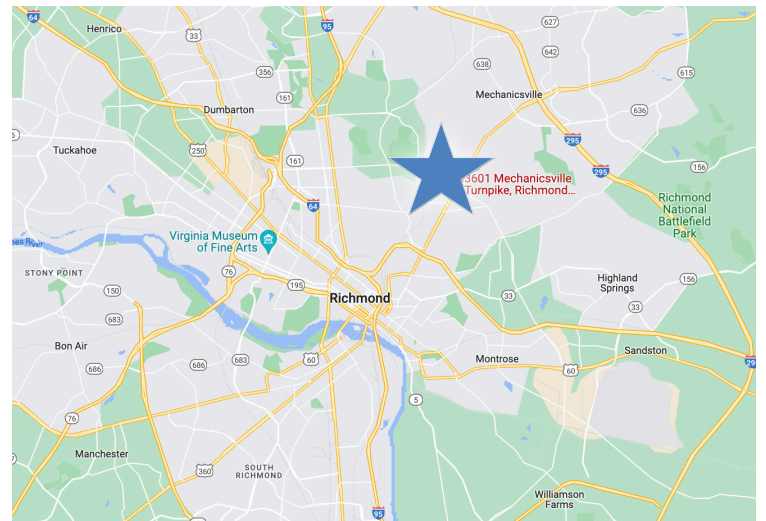 64
Henrico
33
95
627
642
638
356
615
Mechanicsville
161
Dumbarton
636
295
Tuckahoe
250
161
156
295
3601 Mechanicsville
Turnpike, Richmond...
64
Richmond
National
Battlefield
Park
Virginia Museum
of Fine Arts
mes River
STONY POINT
76
Highland
Springs
156
195
150
Richmond
33
33
683
Bon Air
Sandston
60
683
686
686
Montrose
60
29
5
76
Manchester
360
SOUTH
RICHMOND
Williamson
Farms
95